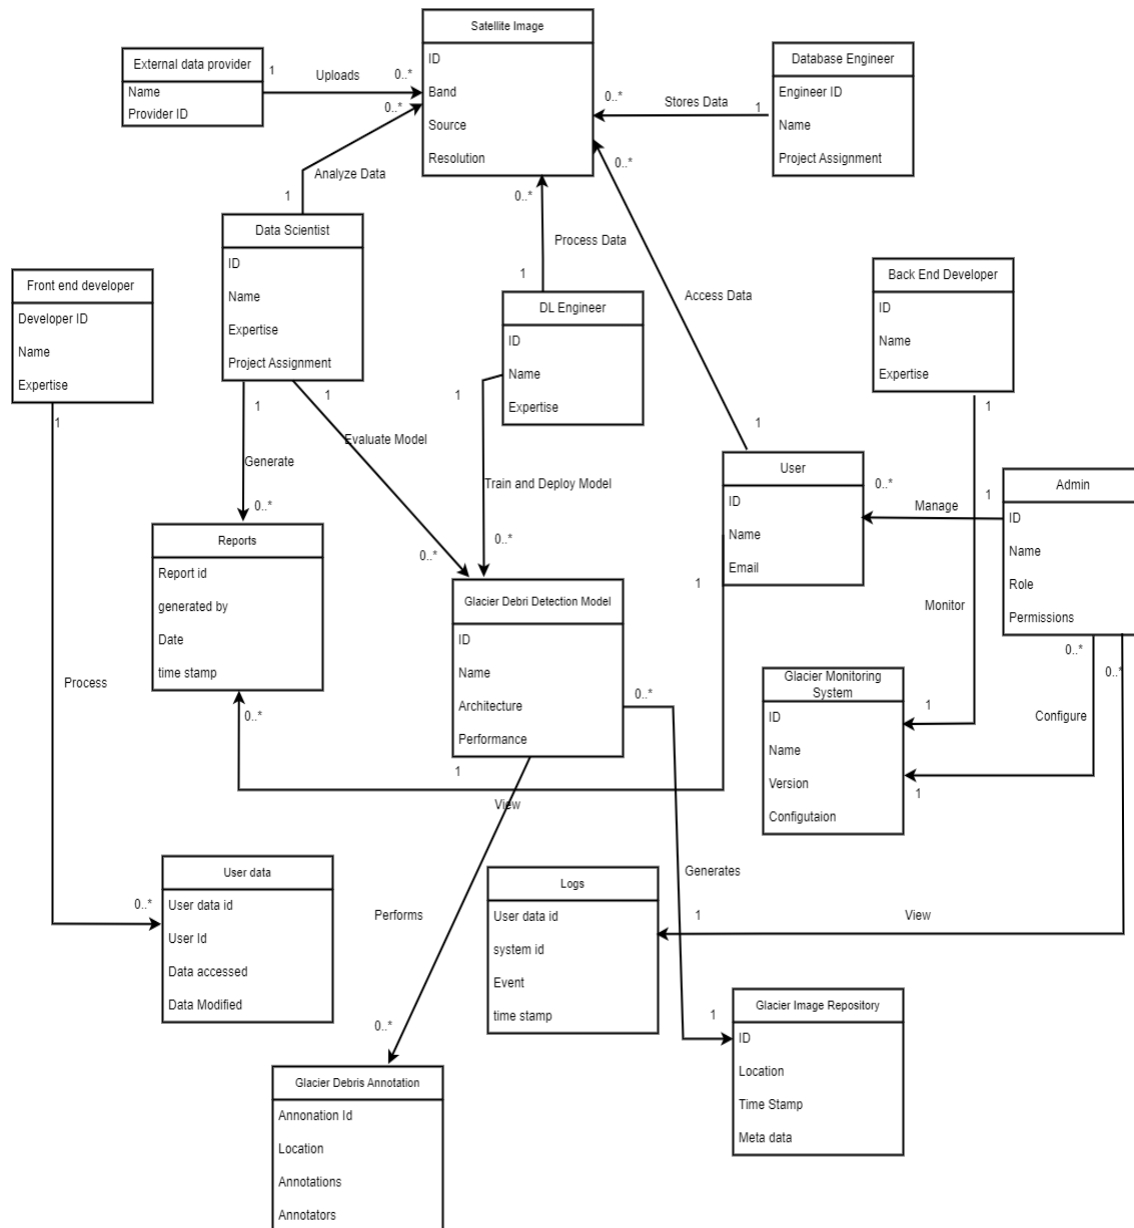 Satellite Image
ID
Band
Source
Resolution
External data provider
Name
Provider ID
1
Uploads
0..*
0..*
Database Engineer
Engineer ID
Name
Project Assignment
0..*
Stores Data
1
0..*
Analyze Data
1
0..*
Process Data
1
Access Data
1
Data Scientist
ID
Name
Expertise
Project Assignment
Front end developer
Developer ID
Name
Expertise
1
DL Engineer
ID
Name
Expertise
1
Back End Developer
ID
Name
Expertise
1
1
1
Evaluate Model
Generate
0..*
Train and Deploy Model
0..*
0..*
User
ID
Name
Email
1
0..*
Manage
1
Admin
ID
Name
Role
Permissions
Monitor
Reports
Report id
generated by
Date
time stamp
0..*
Glacier Debri Detection Model
ID
Name
Architecture
Performance
0..*
1
Process
Glacier Monitoring
System
ID
Name
Version
Configutaion
1
1
0..*
0..*
Configure
View
User data
User data id
User Id
Data accessed
Data Modified
0..*
Performs
0..*
Logs
User data id
system id
Event
time stamp
Generates
1
View
1
Glacier Image Repository
ID
Location
Time Stamp
Meta data
Glacier Debris Annotation
Annonation Id
Location
Annotations
Annotators